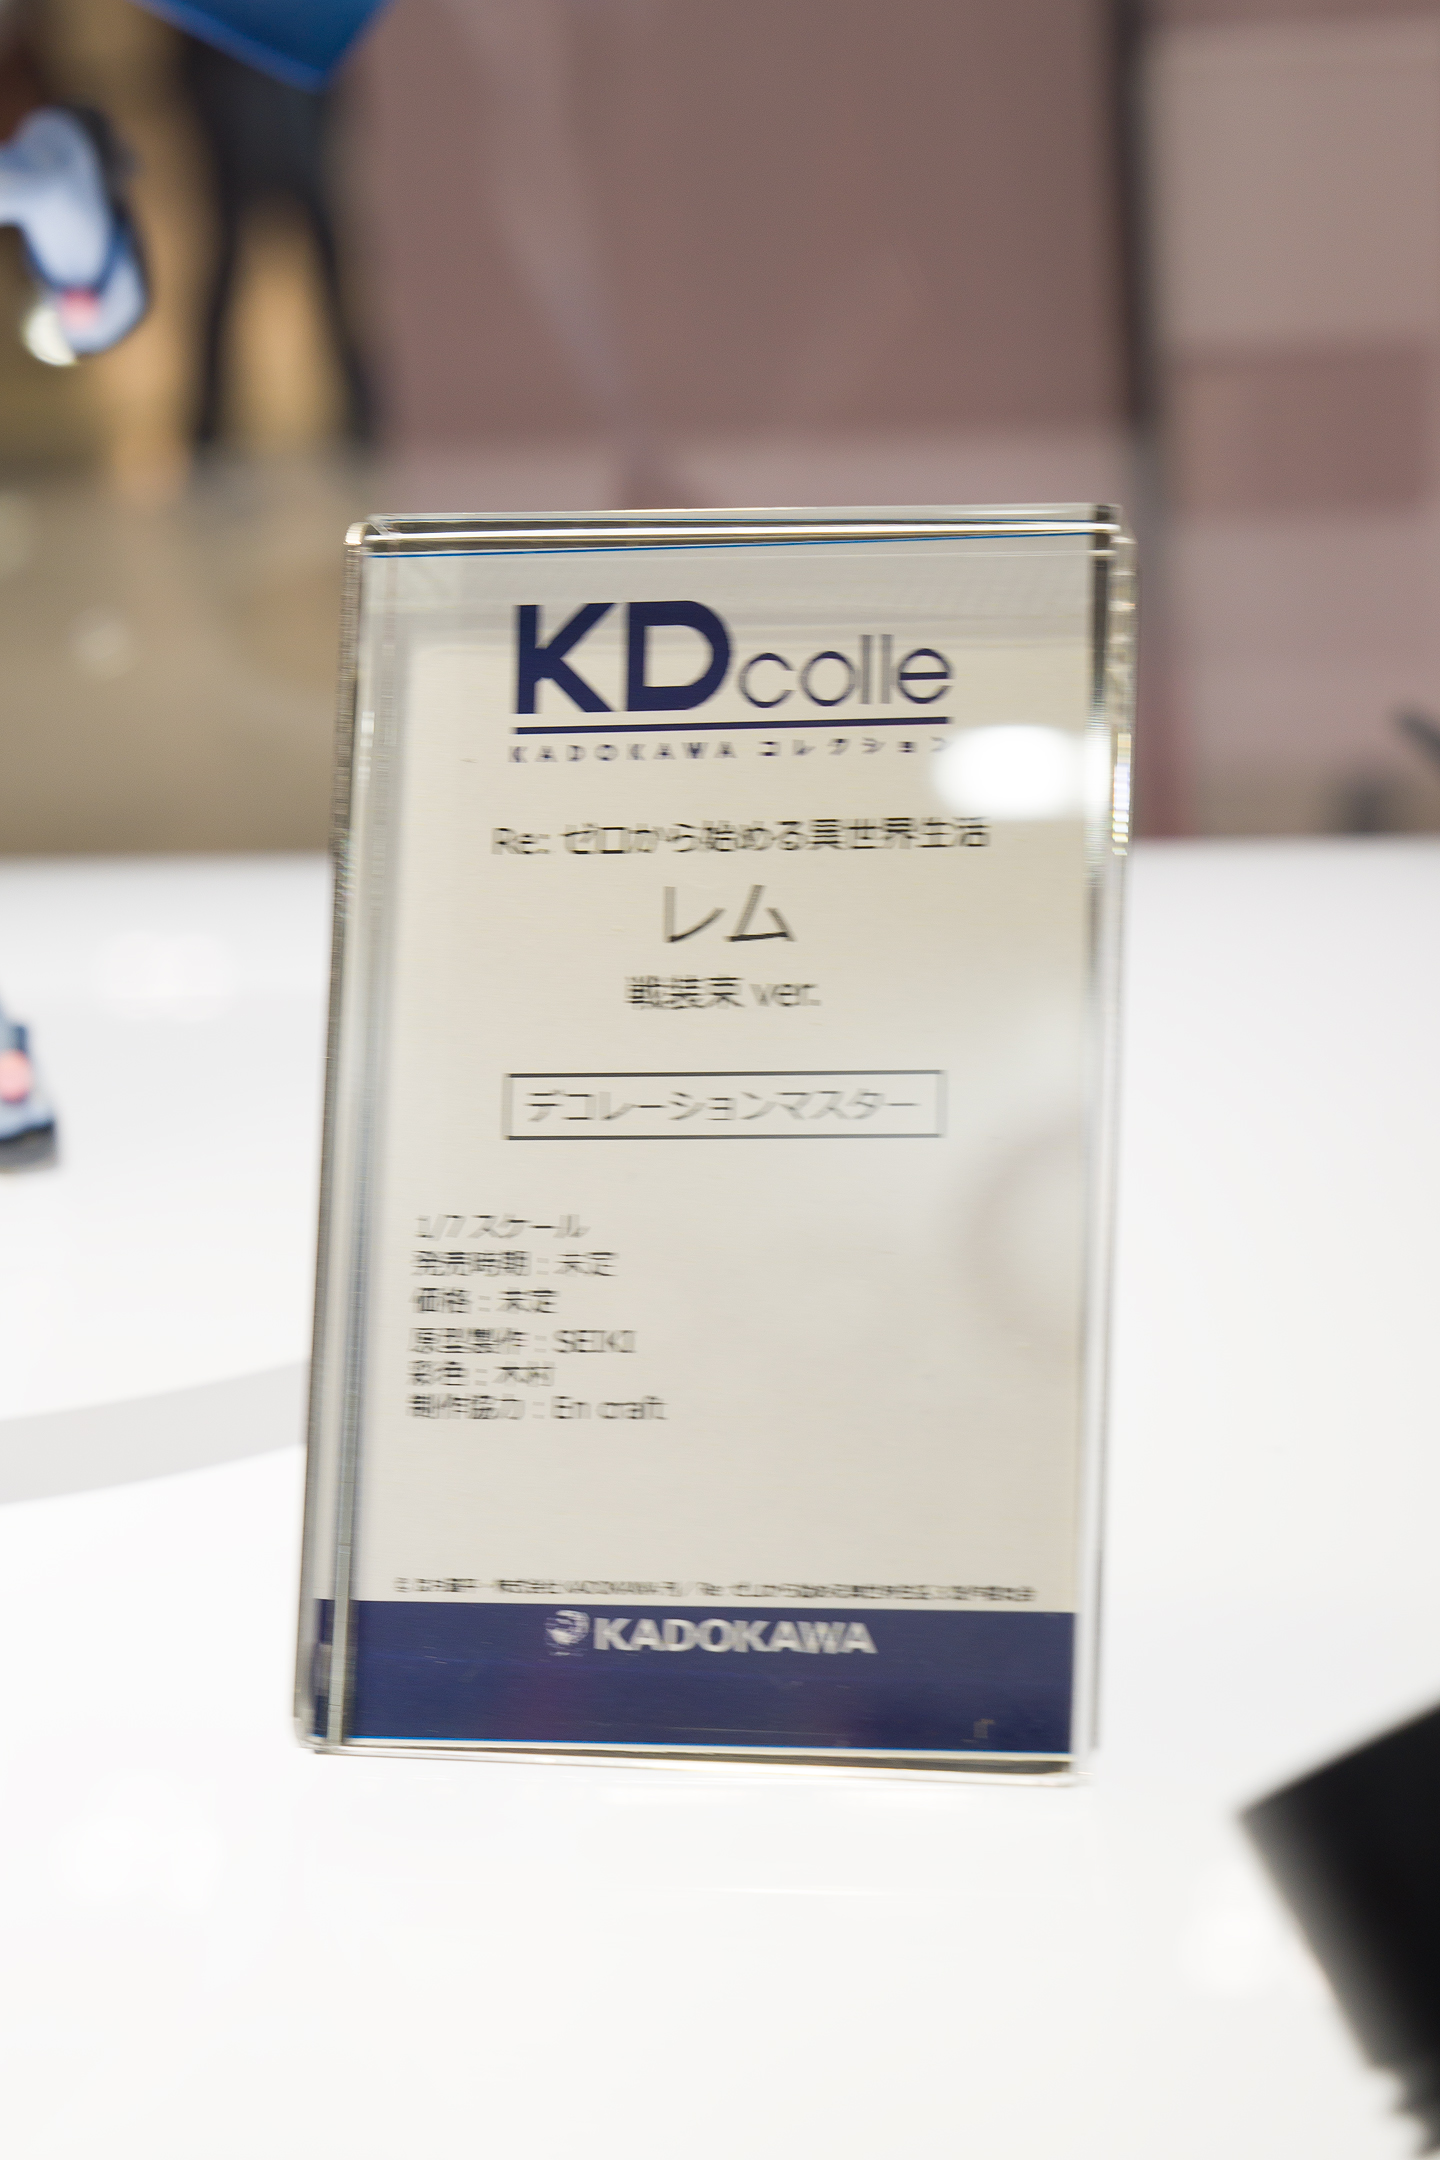 KDcolle
KADOKAWA コレクション
Re: ゼロから始める異世界生活
レム
戦装束 ver.
デコレーションマスター
1/7 スケール
発売時期 : 未定
価格 : 未定
原型製作 : SEIKI
彩色 : 木村
制作協力 : En craft
KADOKAWA